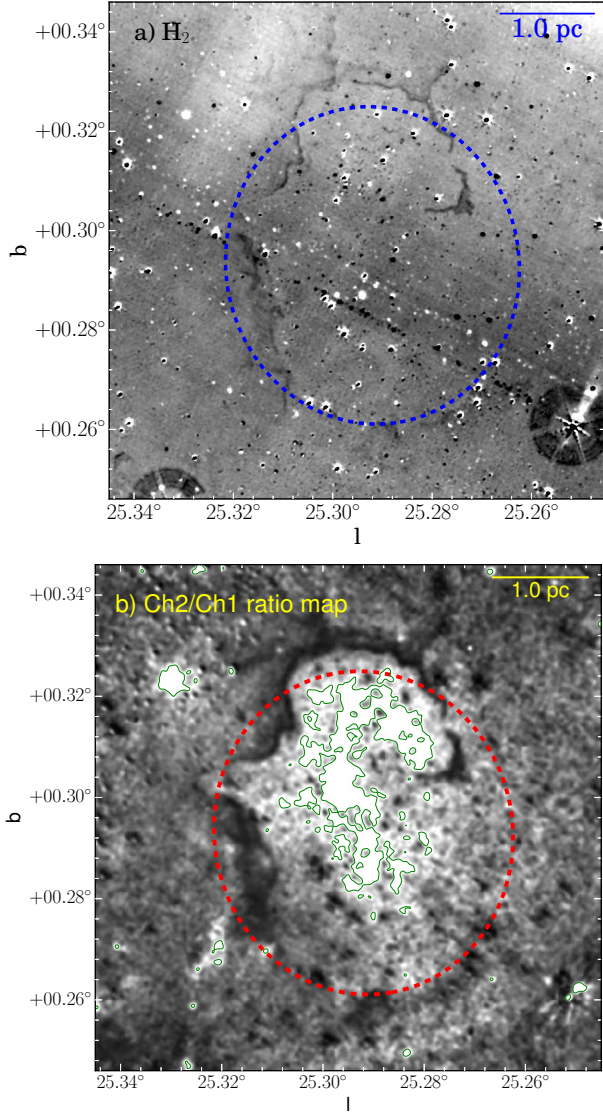 a) H₂
1.0 pc
+00.34°
+00.32°
+00.30°
+00.28°
+00.26°
b
25.34° 25.32° 25.30° 25.28° 25.26°
l
b) Ch2/Ch1 ratio map
1.0 pc
+00.34°
+00.32°
+00.30°
+00.28°
+00.26°
b
25.34° 25.32° 25.30° 25.28° 25.26°
l